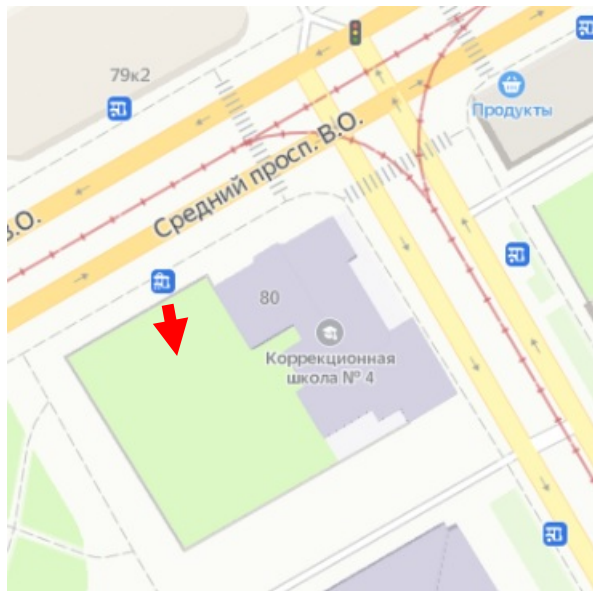 79к2
Продукты
Средний просп. В.О.
В.О.
80
Коррекционная
школа № 4